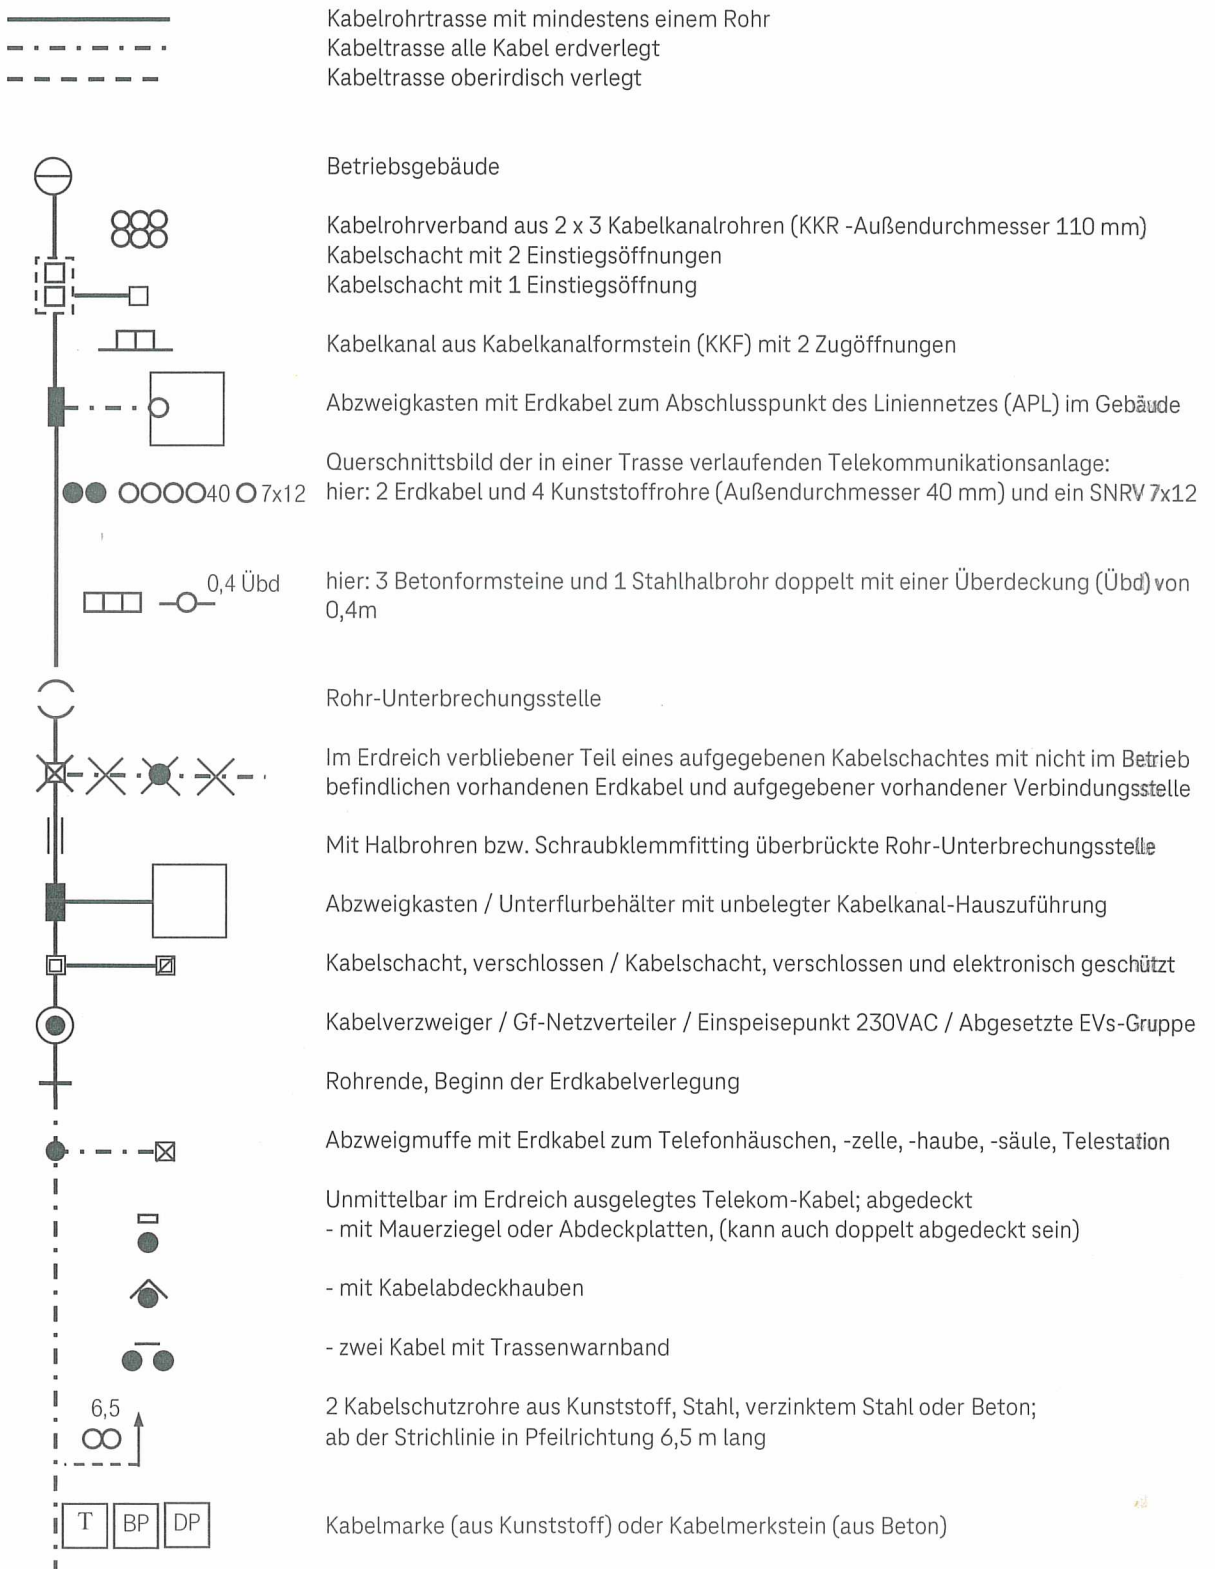 Kabelrohrtrasse mit mindestens einem Rohr
Kabeltrasse alle Kabel erdverlegt
Kabeltrasse oberirdisch verlegt
Betriebsgebäude
Kabelrohrverband aus 2 x 3 Kabelkanalrohren (KKR -Außendurchmesser 110 mm)
Kabelschacht mit 2 Einstiegsöffnungen
Kabelschacht mit 1 Einstiegsöffnung
Kabelkanal aus Kabelkanalformstein (KKF) mit 2 Zugöffnungen
Abzweigkasten mit Erdkabel zum Abschlusspunkt des Liniennetzes (APL) im Gebäude
Querschnittsbild der in einer Trasse verlaufenden Telekommunikationsanlage:
40 7x12 hier: 2 Erdkabel und 4 Kunststoffrohre (Außendurchmesser 40 mm) und ein SNRV 7x12
0,4 Übd hier: 3 Betonformsteine und 1 Stahlhalbrohr doppelt mit einer Überdeckung (Übd) von
0,4m
Rohr-Unterbrechungsstelle
Im Erdreich verbliebener Teil eines aufgegebenen Kabelschachtes mit nicht im Betrieb
befindlichen vorhandenen Erdkabel und aufgegebener vorhandener Verbindungsstelle
Mit Halbrohren bzw. Schraubklemmfitting überbrückte Rohr-Unterbrechungsstelle
Abzweigkasten / Unterflurbehälter mit unbelegter Kabelkanal-Hauszuführung
Kabelschacht, verschlossen / Kabelschacht, verschlossen und elektronisch geschützt
Kabelverzweiger / Gf-Netzverteiler / Einspeisepunkt 230VAC / Abgesetzte EVs-Gruppe
Rohrende, Beginn der Erdkabelverlegung
Abzweigmuffe mit Erdkabel zum Telefonhäuschen, -zelle, -haube, -säule, Telestation
Unmittelbar im Erdreich ausgelegtes Telekom-Kabel; abgedeckt
- mit Mauerziegel oder Abdeckplatten, (kann auch doppelt abgedeckt sein)
- mit Kabelabdeckhauben
- zwei Kabel mit Trassenwarnband
6,5 2 Kabelschutzrohre aus Kunststoff, Stahl, verzinktem Stahl oder Beton;
ab der Strichlinie in Pfeilrichtung 6,5 m lang
T BP DP Kabelmarke (aus Kunststoff) oder Kabelmerkstein (aus Beton)